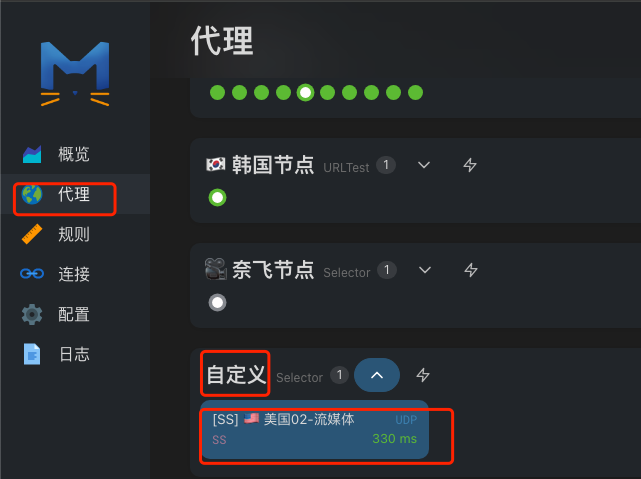 代理
概览
代理
规则
连接
配置
日志
韩国节点 URLTest 1
奈飞节点 Selector 1
自定义 Selector 1
[SS] 🇺🇸 美国02-流媒体 UDP
SS 330 ms